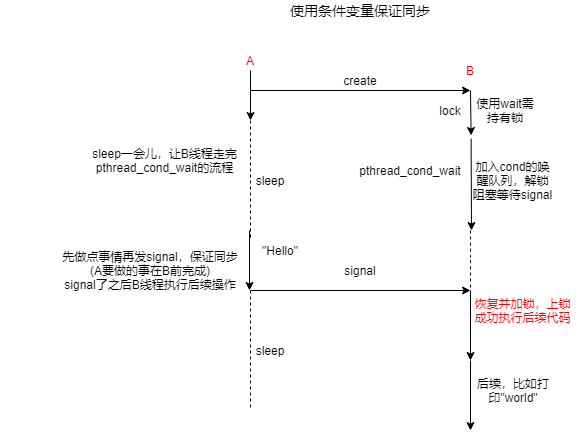 使用条件变量保证同步
A
B
create
lock
使用wait需
持有锁
sleep一会儿，让B线程走完
pthread_cond_wait的流程
sleep
pthread_cond_wait
加入cond的唤
醒队列，解锁
阻塞等待signal
"Hello"
先做点事情再发signal，保证同步
（A要做的事在B前完成）
signal了之后B线程执行后续操作
signal
恢复并加锁，上锁
成功执行后续代码
sleep
后续，比如打
印"world"